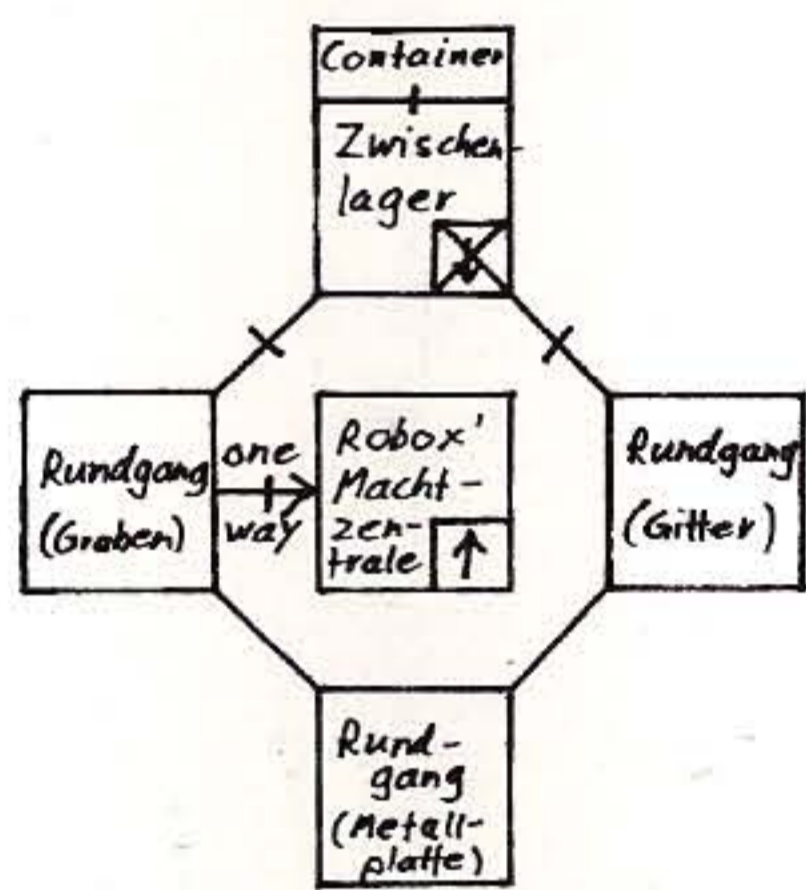 Container
Zwischen-
lager
Rundgang
(Graben)
one
way
Robox'
Macht-
zen-
trale
Rundgang
(Gitter)
Rund-
gang
(Metall-
platte)